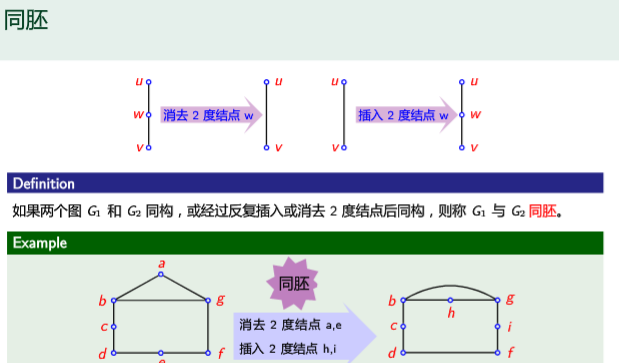 同胚
u u u u
w 消去 2 度结点 w 插入 2 度结点 w w
v v v v
Definition
如果两个图 G₁ 和 G₂ 同构，或经过反复插入或消去 2 度结点后同构，则称 G₁ 与 G₂ 同胚。
Example
a
同胚
b g b g
h
c 消去 2 度结点 a,e c i
插入 2 度结点 h,i
d e f d f